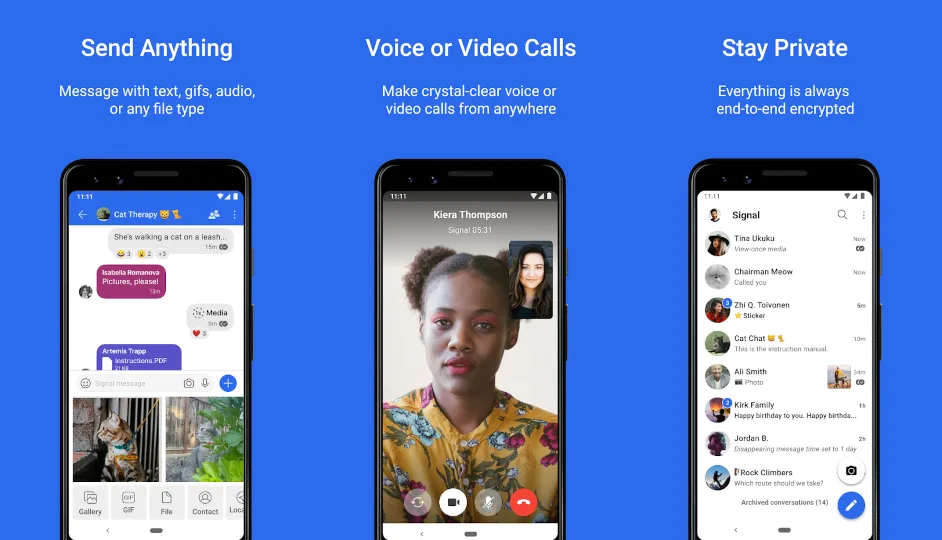 Send Anything
Message with text, gifs, audio,
or any file type
11:11
Cat Therapy 😸 🐈
She's walking a cat on a leash...
15m
😂 3 😮 2 +3
Isabella Romanova
Pictures, please!
13m
1x Media
9m
❤️ 3
Artemis Trapp
Instructions.PDF
21 KB
Signal message
Gallery
GIF
GIF
File
Contact
Loca
Voice or Video Calls
Make crystal-clear voice or
video calls from anywhere
11:11
Kiera Thompson
Signal 05:31
Stay Private
Everything is always
end-to-end encrypted
11:11
Signal
Tina Ukuku
Now
View-once media
Chairman Meow
Now
Called you
3
Zhi Q. Toivonen
5m
⭐ Sticker
Cat Chat 😸 🐈
10m
This is the instruction manual.
Ali Smith
34m
📷 Photo
2
Kirk Family
1h
Happy birthday to you. Happy birthda...
Jordan B.
2h
Disappearing message time set to 1 day
🧗Rock Climbers
Which route should we take?
Archived conversations (14)